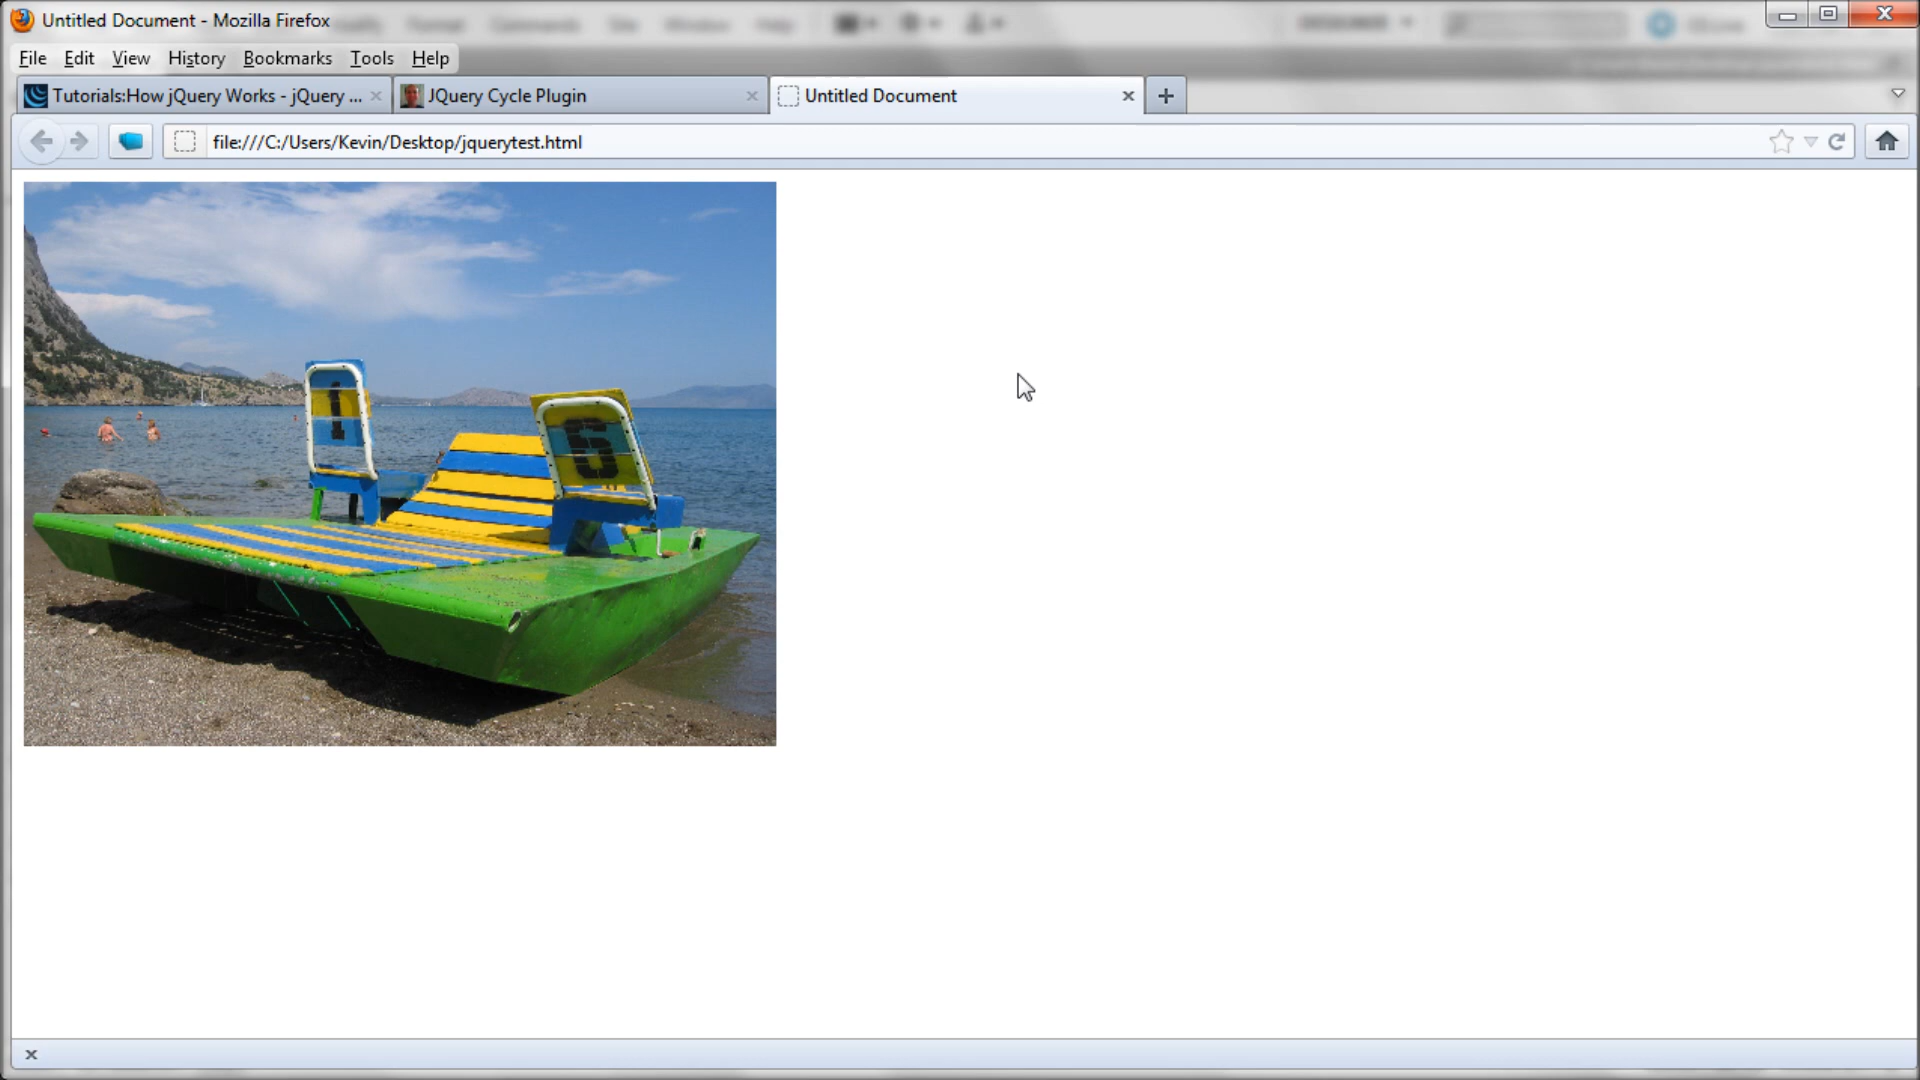 Untitled Document - Mozilla Firefox
File Edit View History Bookmarks Tools Help
Tutorials:How jQuery Works - jQuery ... JQuery Cycle Plugin Untitled Document
file:///C:/Users/Kevin/Desktop/jquerytest.html
1
6